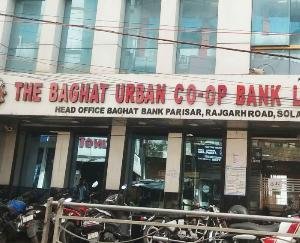 THE BAGHAT URBAN CO-OP BANK L
HEAD OFFICE BAGHAT BANK PARISAR, RAJGARH ROAD, SOLA